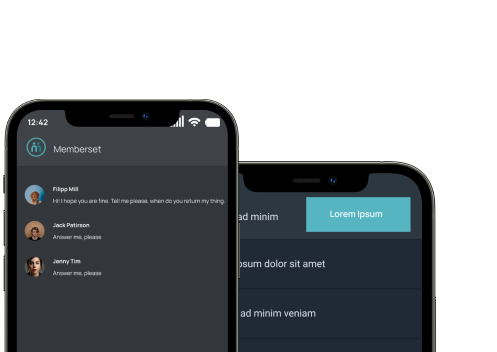 12:42
Memberset
Filipp Mill
Hi! I hope you are fine. Tell me please, when do you return my thing.
Jack Patirson
Answer me, please
Jenny Tim
Answer me, please
ad minim
Lorem Ipsum
psum dolor sit amet
ad minim veniam